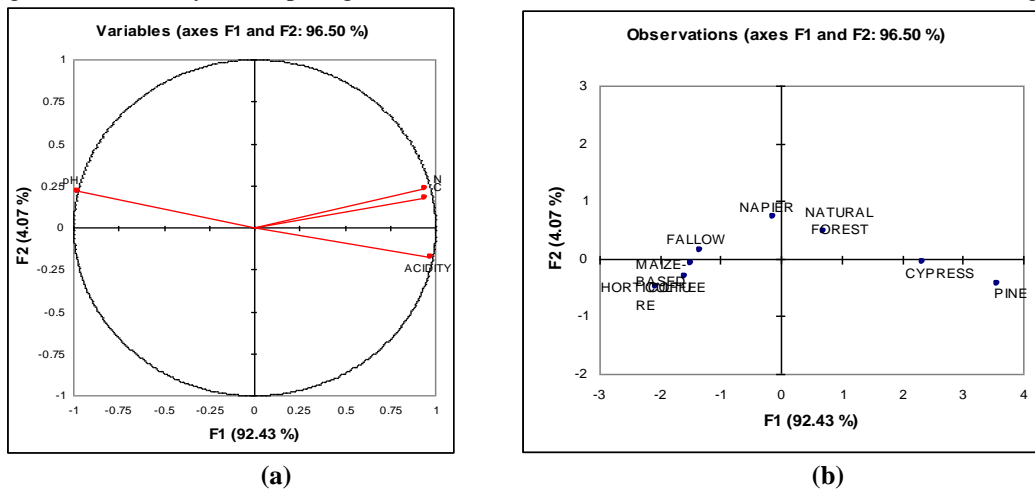 Variables (axes F1 and F2: 96.50 %)
1
0.75
0.5
0.25
0
-0.25
-0.5
-0.75
-1
-1
-0.75
-0.5
-0.25
0
0.25
0.5
0.75
1
F2 (4.07 %)
F1 (92.43 %)
pH
N
C
ACIDITY
(a)
Observations (axes F1 and F2: 96.50 %)
3
2
1
0
-1
-2
-3
-2
-1
0
1
2
3
4
F2 (4.07 %)
F1 (92.43 %)
NAPIER
NATURAL
FOREST
FALLOW
MAIZE-
BASED
CYPRESS
PINE
RE
(b)